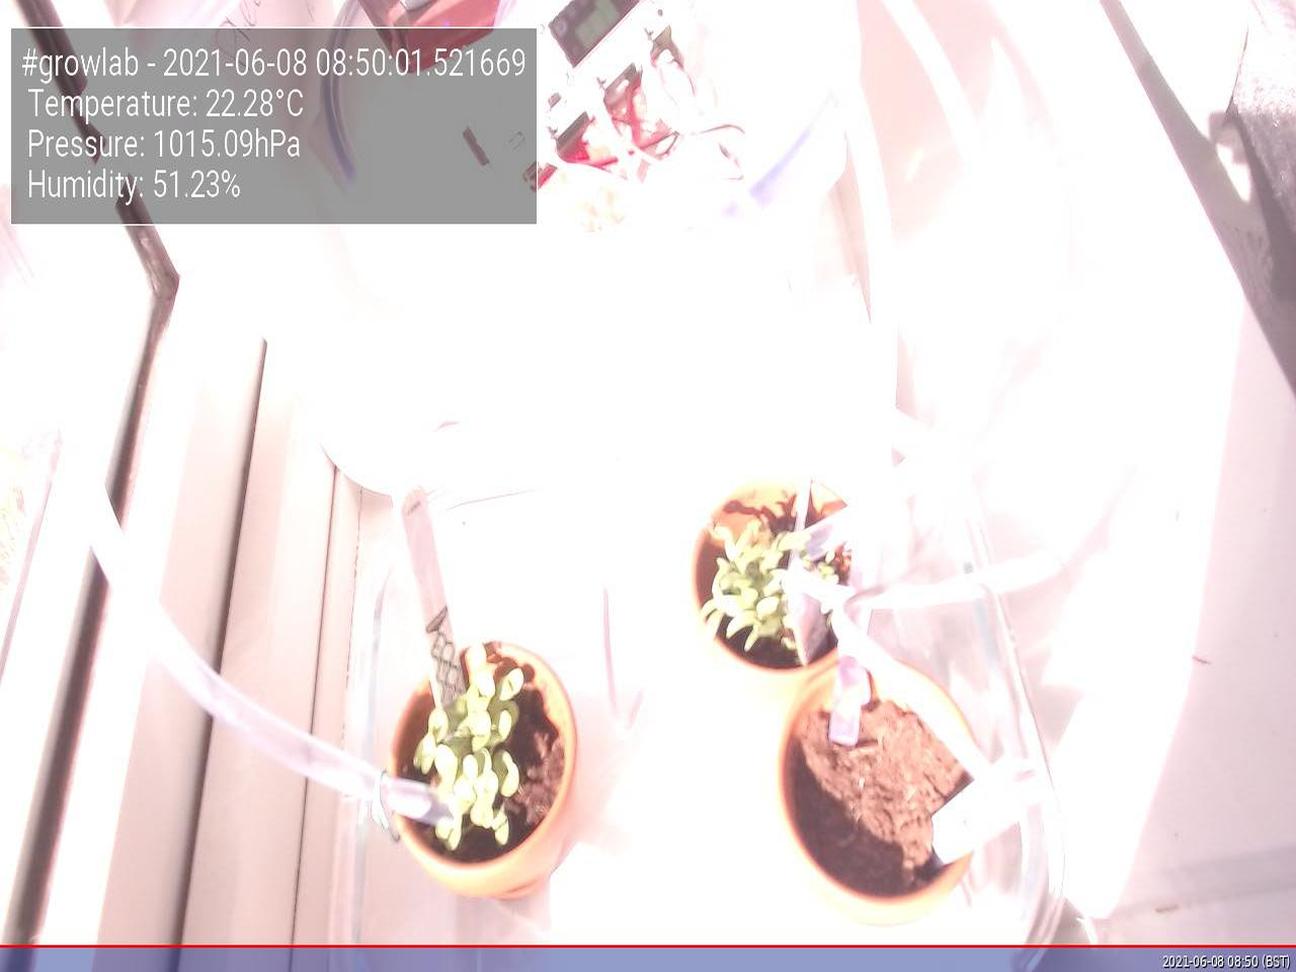 #growlab - 2021-06-08 08:50:01.521669
Temperature: 22.28°C
Pressure: 1015.09hPa
Humidity: 51.23%
2021-06-08 08:50 (BST)